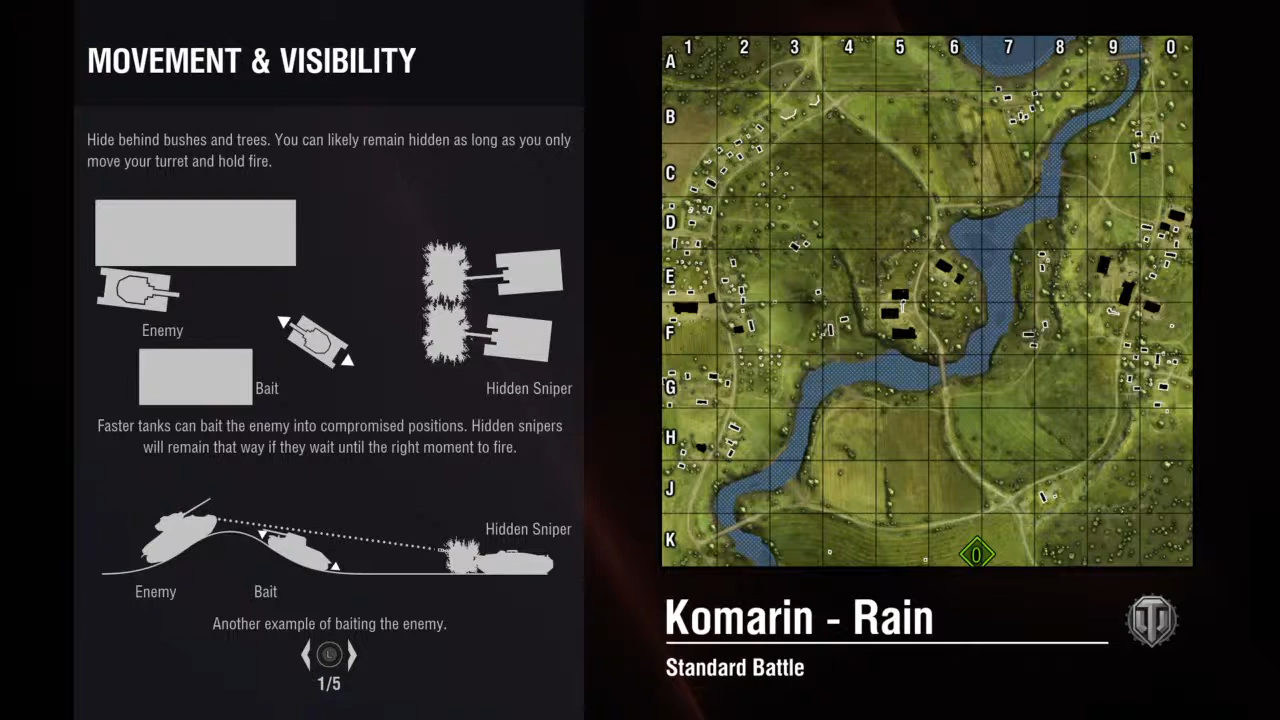 MOVEMENT & VISIBILITY
Hide behind bushes and trees. You can likely remain hidden as long as you only
move your turret and hold fire.
Enemy
Bait
Hidden Sniper
Faster tanks can bait the enemy into compromised positions. Hidden snipers
will remain that way if they wait until the right moment to fire.
Hidden Sniper
Enemy
Bait
Another example of baiting the enemy.
L
1/5
1 2 3 4 5 6 7 8 9 0
A
B
C
D
E
F
G
H
J
K
0
Komarin - Rain
Standard Battle